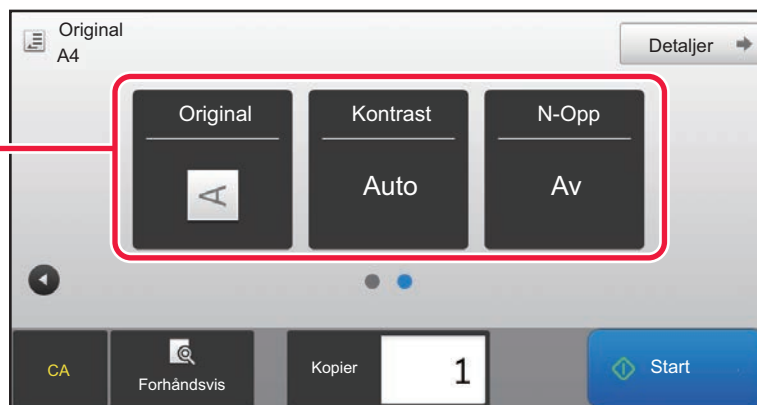 Original
A4
Detaljer
Original
Kontrast
N-Opp
A
Auto
Av
CA
Forhåndsvis
Kopier
1
Start